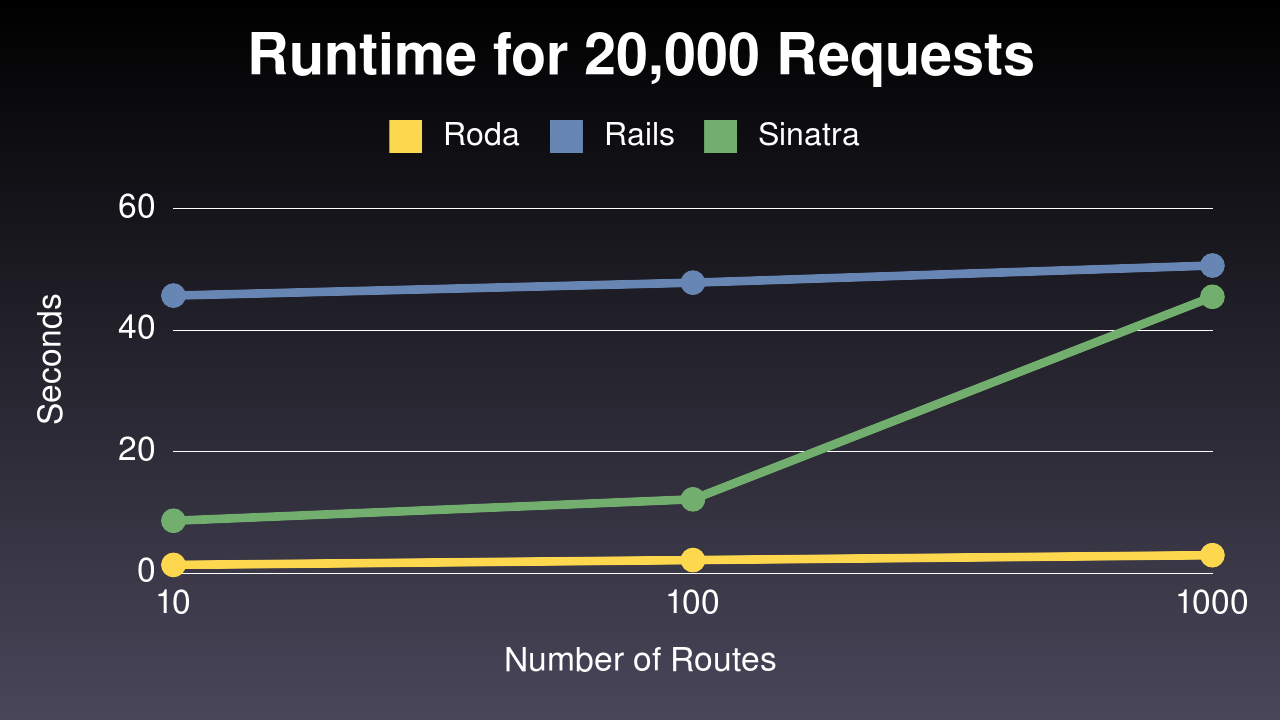 Runtime for 20,000 Requests
Roda Rails Sinatra
60
40
20
0
Seconds
10 100 1000
Number of Routes